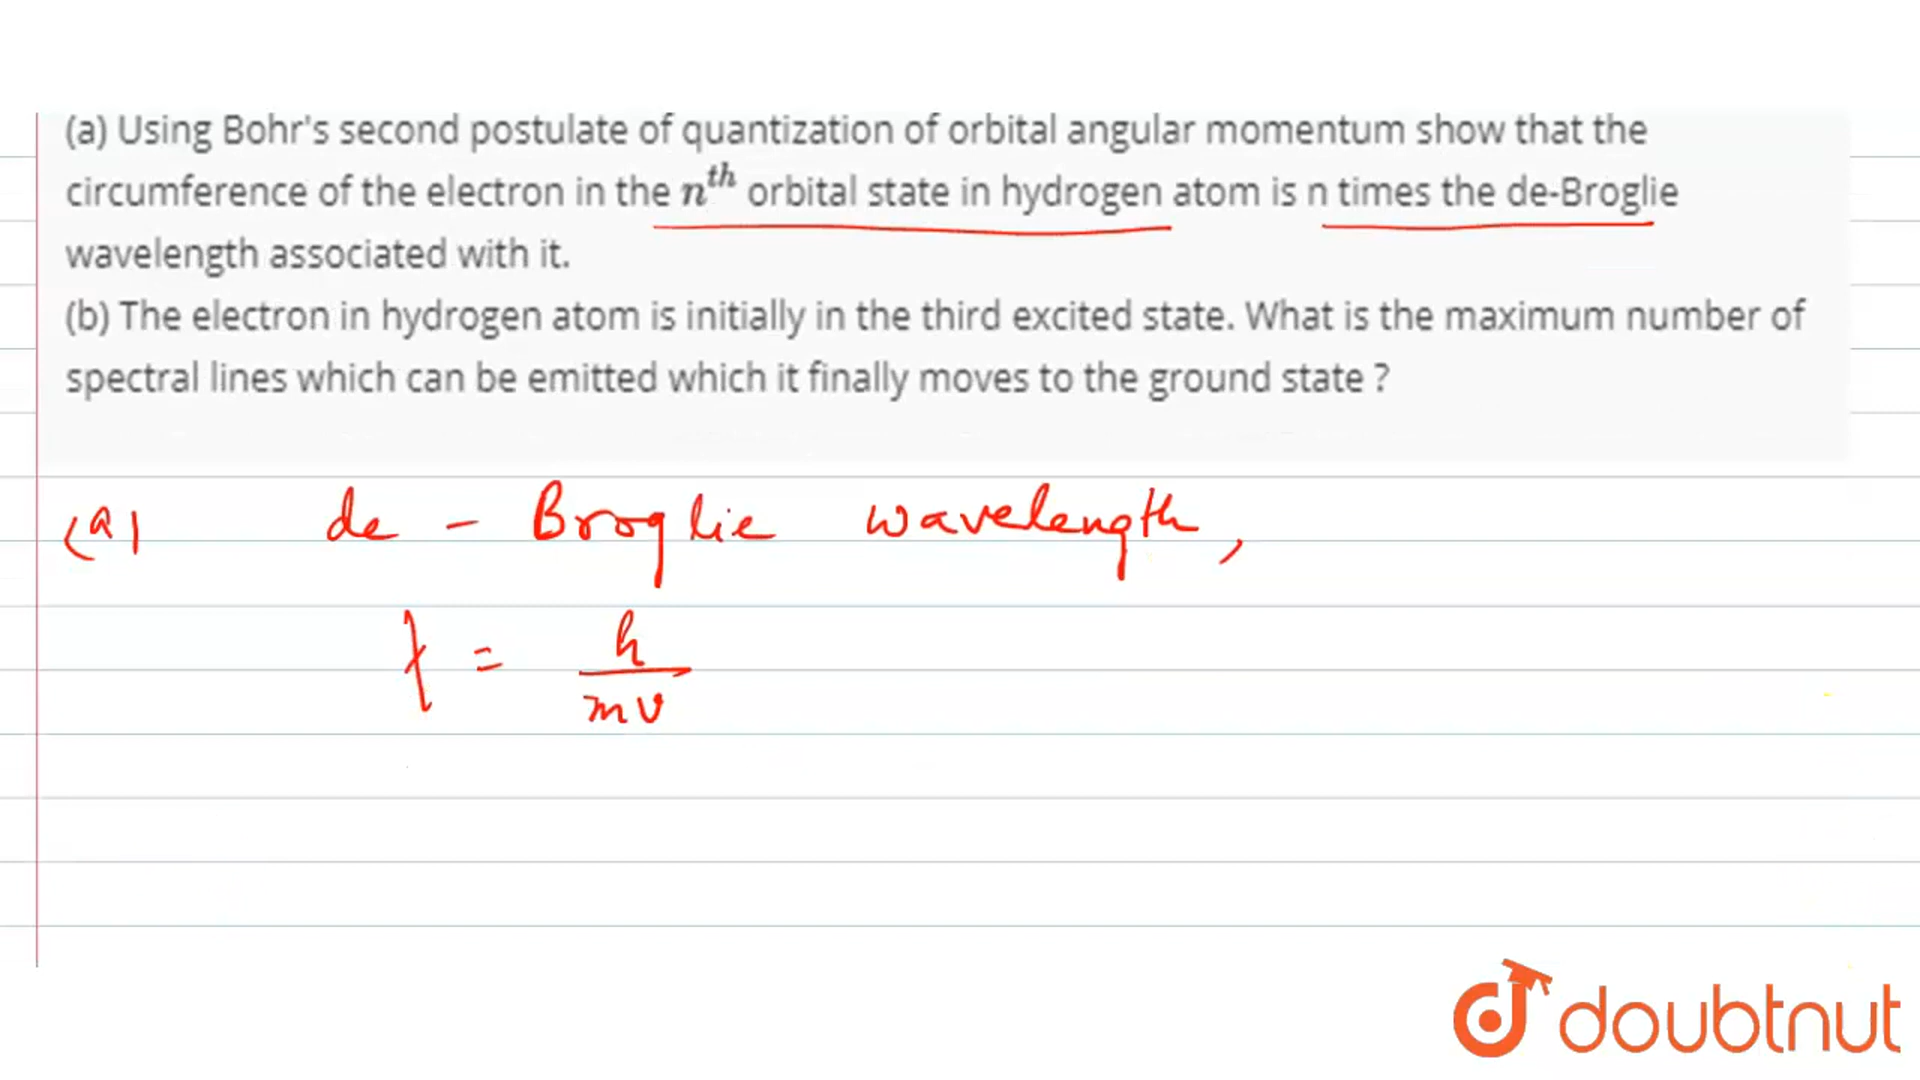 (a) Using Bohr's second postulate of quantization of orbital angular momentum show that the
circumference of the electron in the n^th orbital state in hydrogen atom is n times the de-Broglie
wavelength associated with it.
(b) The electron in hydrogen atom is initially in the third excited state. What is the maximum number of
spectral lines which can be emitted which it finally moves to the ground state ?
(a) de - Broglie wavelength,
λ = h/mv
doubtnut